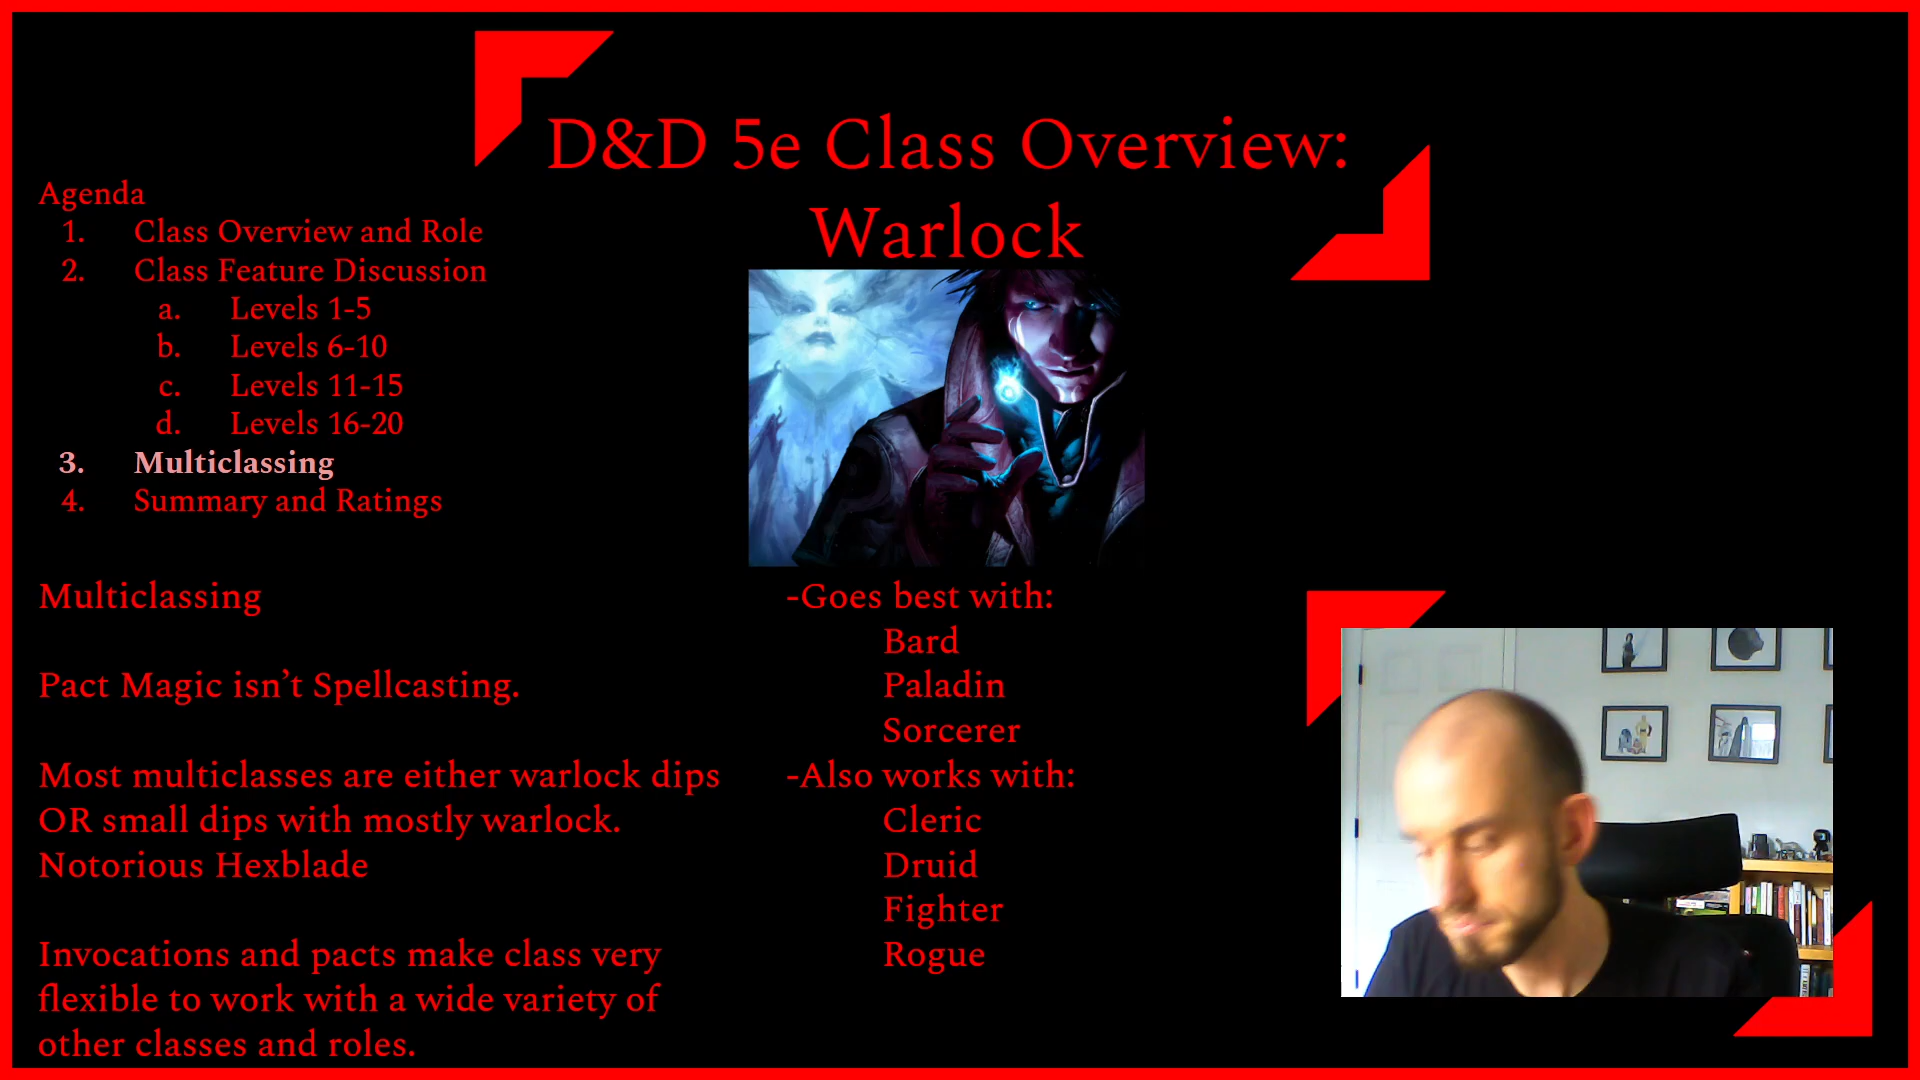 D&D 5e Class Overview:
Warlock
Agenda
1. Class Overview and Role
2. Class Feature Discussion
a. Levels 1-5
b. Levels 6-10
c. Levels 11-15
d. Levels 16-20
3. Multiclassing
4. Summary and Ratings
Multiclassing
Pact Magic isn’t Spellcasting.
Most multiclasses are either warlock dips
OR small dips with mostly warlock.
Notorious Hexblade
Invocations and pacts make class very
flexible to work with a wide variety of
other classes and roles.
-Goes best with:
Bard
Paladin
Sorcerer
-Also works with:
Cleric
Druid
Fighter
Rogue